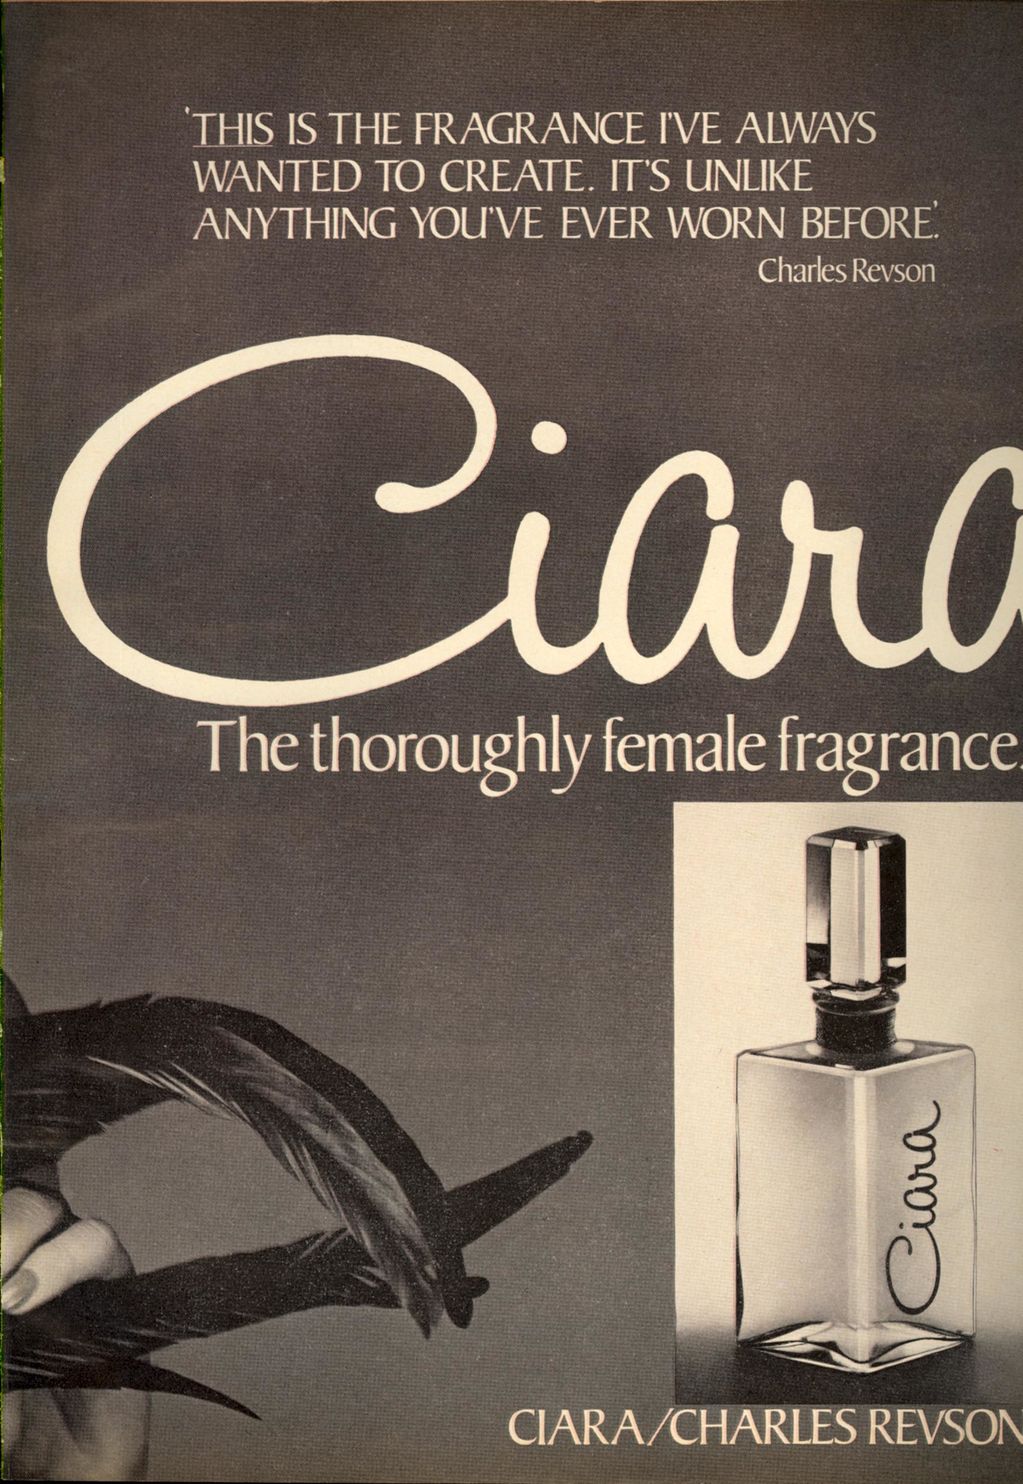 'THIS IS THE FRAGRANCE I'VE ALWAYS
WANTED TO CREATE. IT'S UNLIKE
ANYTHING YOU'VE EVER WORN BEFORE.'
Charles Revson
Ciara
The thoroughly female fragrance.
Ciara
CIARA/CHARLES REVSON